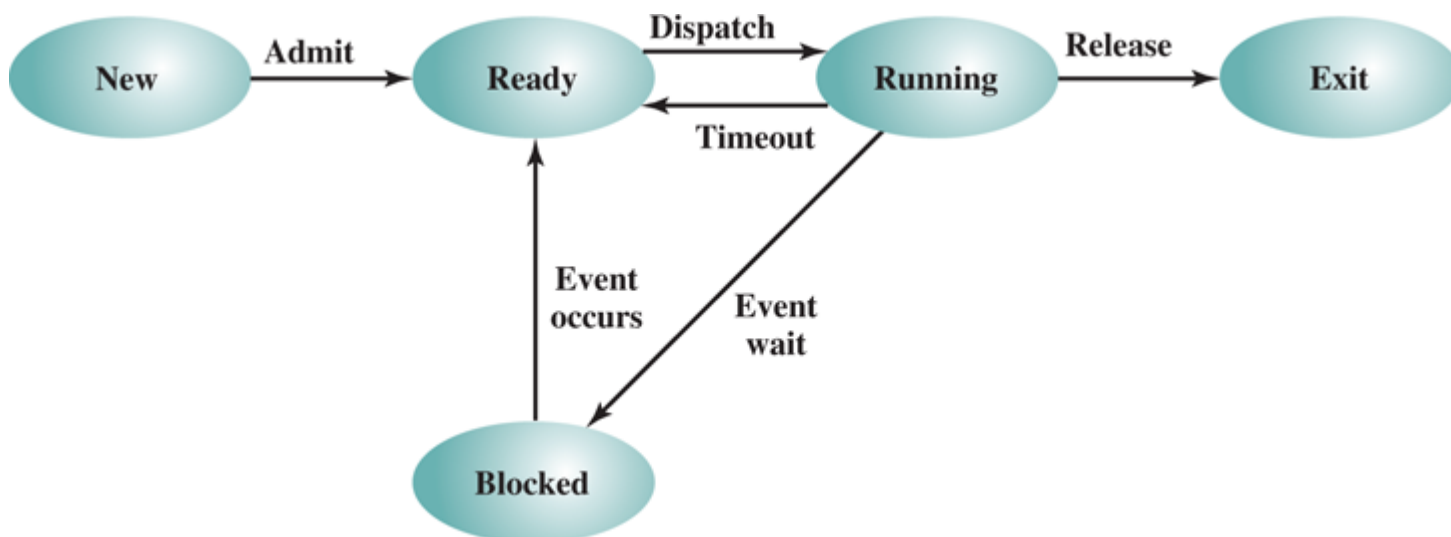 Dispatch
Admit
Release
New
Ready
Running
Exit
Timeout
Event
occurs
Event
wait
Blocked